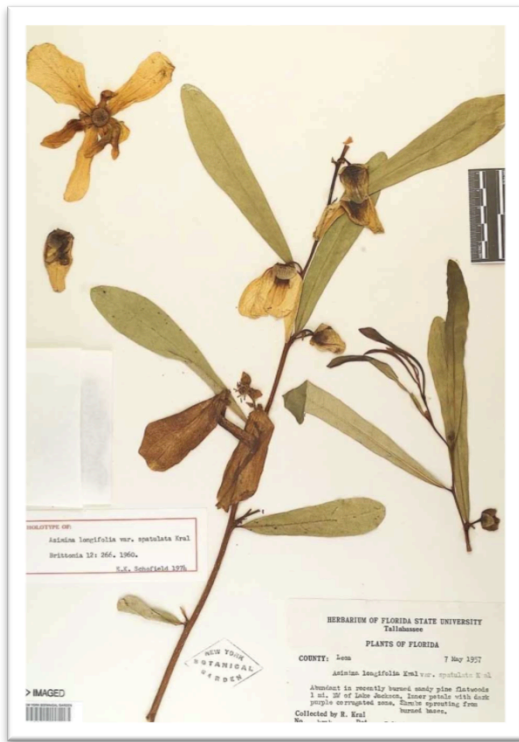 HOLOTYPE OF:
Asimina longifolia var. spatulata Kral
Brittonia 12: 266. 1960.
E.K. Schofield 1974
> IMAGED
NEW YORK
BOTANICAL
GARDEN
HERBARIUM OF FLORIDA STATE UNIVERSITY
Tallahassee
PLANTS OF FLORIDA
COUNTY: Leon 7 May 1957
Asimina longifolia Kral var. spatulata Kral
Abundant in recently burned sandy pine flatwoods
1 mi. NW of Lake Jackson. Inner petals with dark
purple corrugated zone. Shrubs sprouting from
burned bases.
Collected by R. Kral